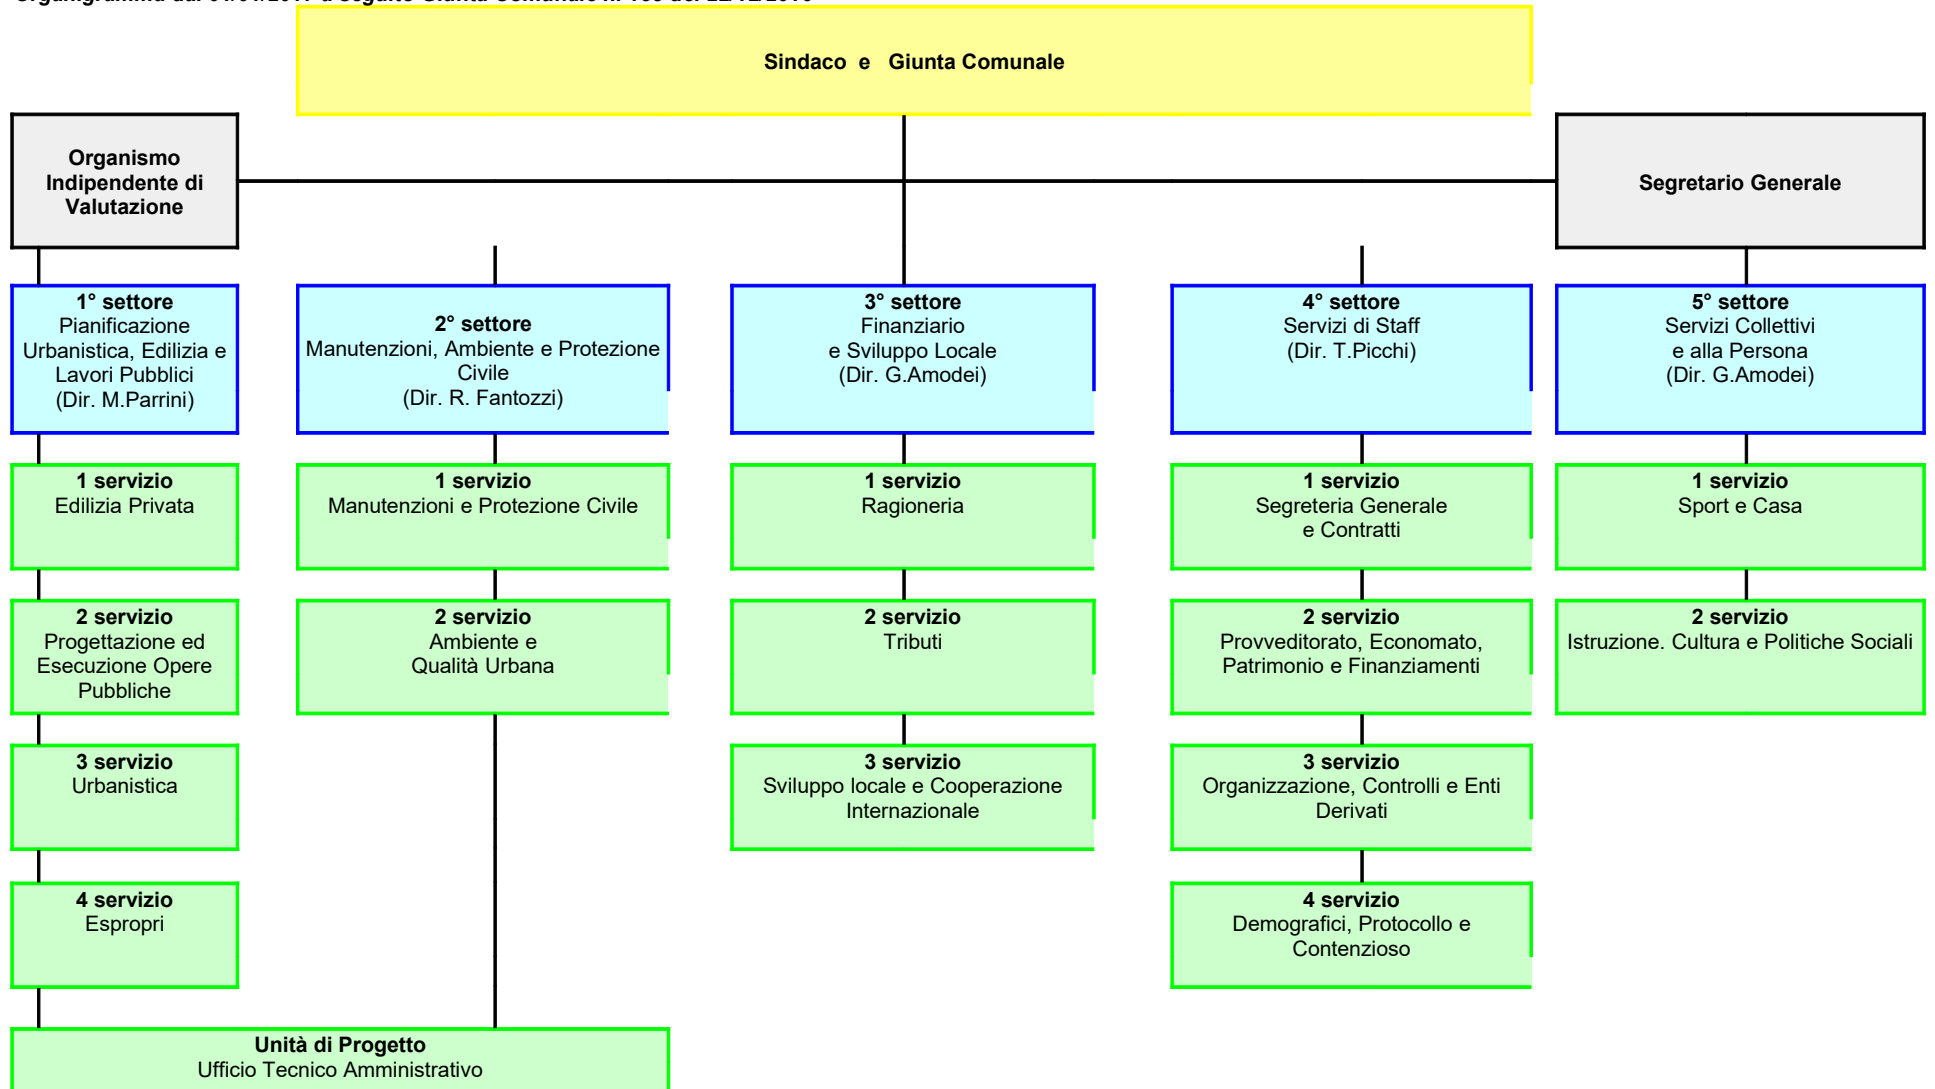 Sindaco e Giunta Comunale
Organismo
Indipendente di
Valutazione
Segretario Generale
1° settore
Pianificazione
Urbanistica, Edilizia e
Lavori Pubblici
(Dir. M.Parrini)
2° settore
Manutenzioni, Ambiente e Protezione
Civile
(Dir. R. Fantozzi)
3° settore
Finanziario
e Sviluppo Locale
(Dir. G.Amodei)
4° settore
Servizi di Staff
(Dir. T.Picchi)
5° settore
Servizi Collettivi
e alla Persona
(Dir. G.Amodei)
1 servizio
Edilizia Privata
1 servizio
Manutenzioni e Protezione Civile
1 servizio
Ragioneria
1 servizio
Segreteria Generale
e Contratti
1 servizio
Sport e Casa
2 servizio
Progettazione ed
Esecuzione Opere
Pubbliche
2 servizio
Ambiente e
Qualità Urbana
2 servizio
Tributi
2 servizio
Provveditorato, Economato,
Patrimonio e Finanziamenti
2 servizio
Istruzione. Cultura e Politiche Sociali
3 servizio
Urbanistica
3 servizio
Sviluppo locale e Cooperazione
Internazionale
3 servizio
Organizzazione, Controlli e Enti
Derivati
4 servizio
Espropri
4 servizio
Demografici, Protocollo e
Contenzioso
Unità di Progetto
Ufficio Tecnico Amministrativo